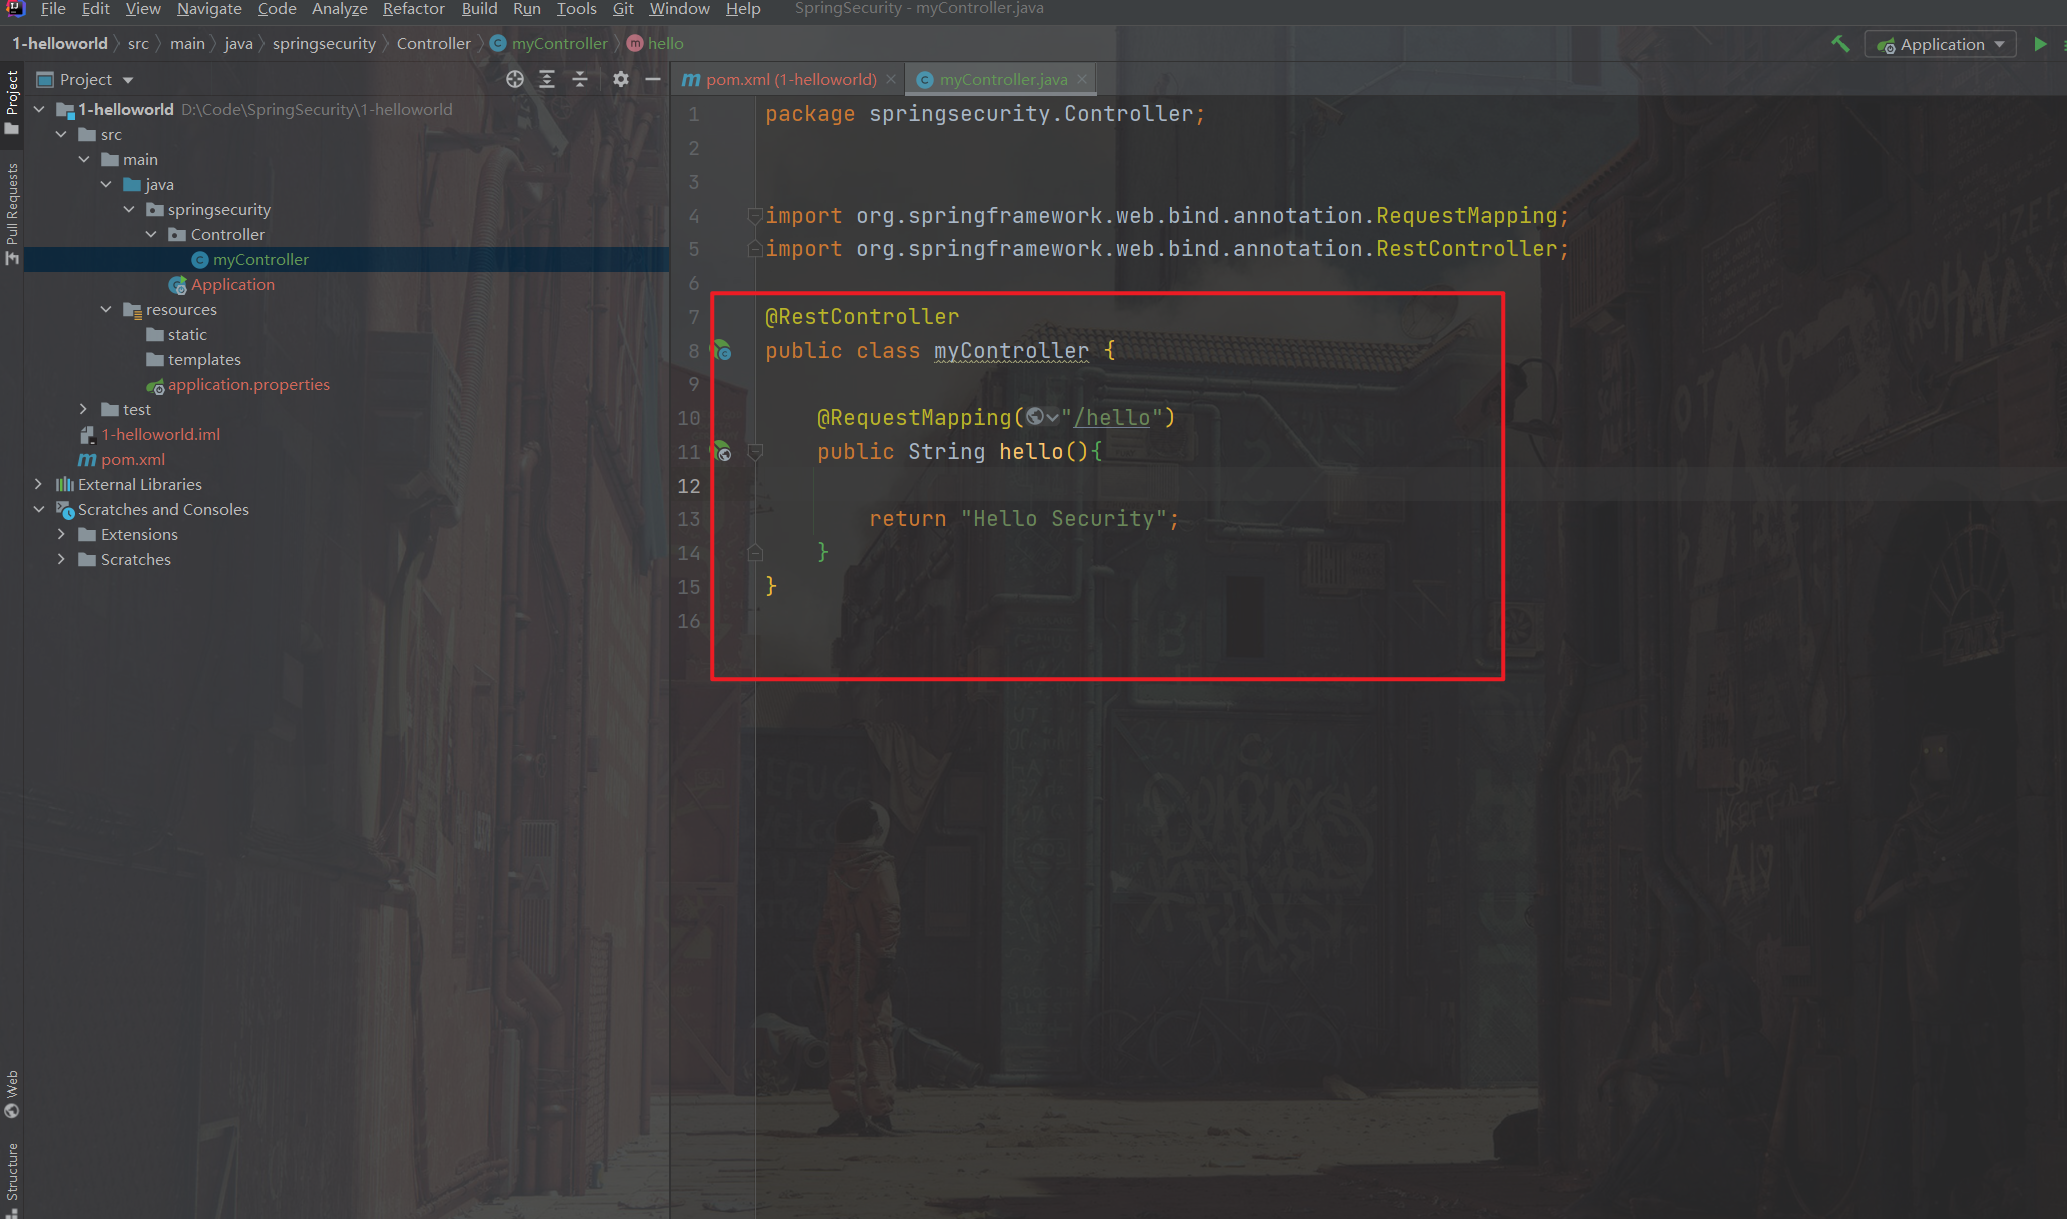 File Edit View Navigate Code Analyze Refactor Build Run Tools Git Window Help SpringSecurity - myController.java
1-helloworld src main java springsecurity Controller myController hello
Application
Project
pom.xml (1-helloworld) myController.java
Project
Pull Requests
Web
Structure
1-helloworld D:\Code\SpringSecurity\1-helloworld
src
main
java
springsecurity
Controller
myController
Application
resources
static
templates
application.properties
test
1-helloworld.iml
pom.xml
External Libraries
Scratches and Consoles
Extensions
Scratches
1 package springsecurity.Controller;
2
3
4 import org.springframework.web.bind.annotation.RequestMapping;
5 import org.springframework.web.bind.annotation.RestController;
6
7 @RestController
8 public class myController {
9
10 @RequestMapping("/hello")
11 public String hello(){
12
13 return "Hello Security";
14 }
15 }
16